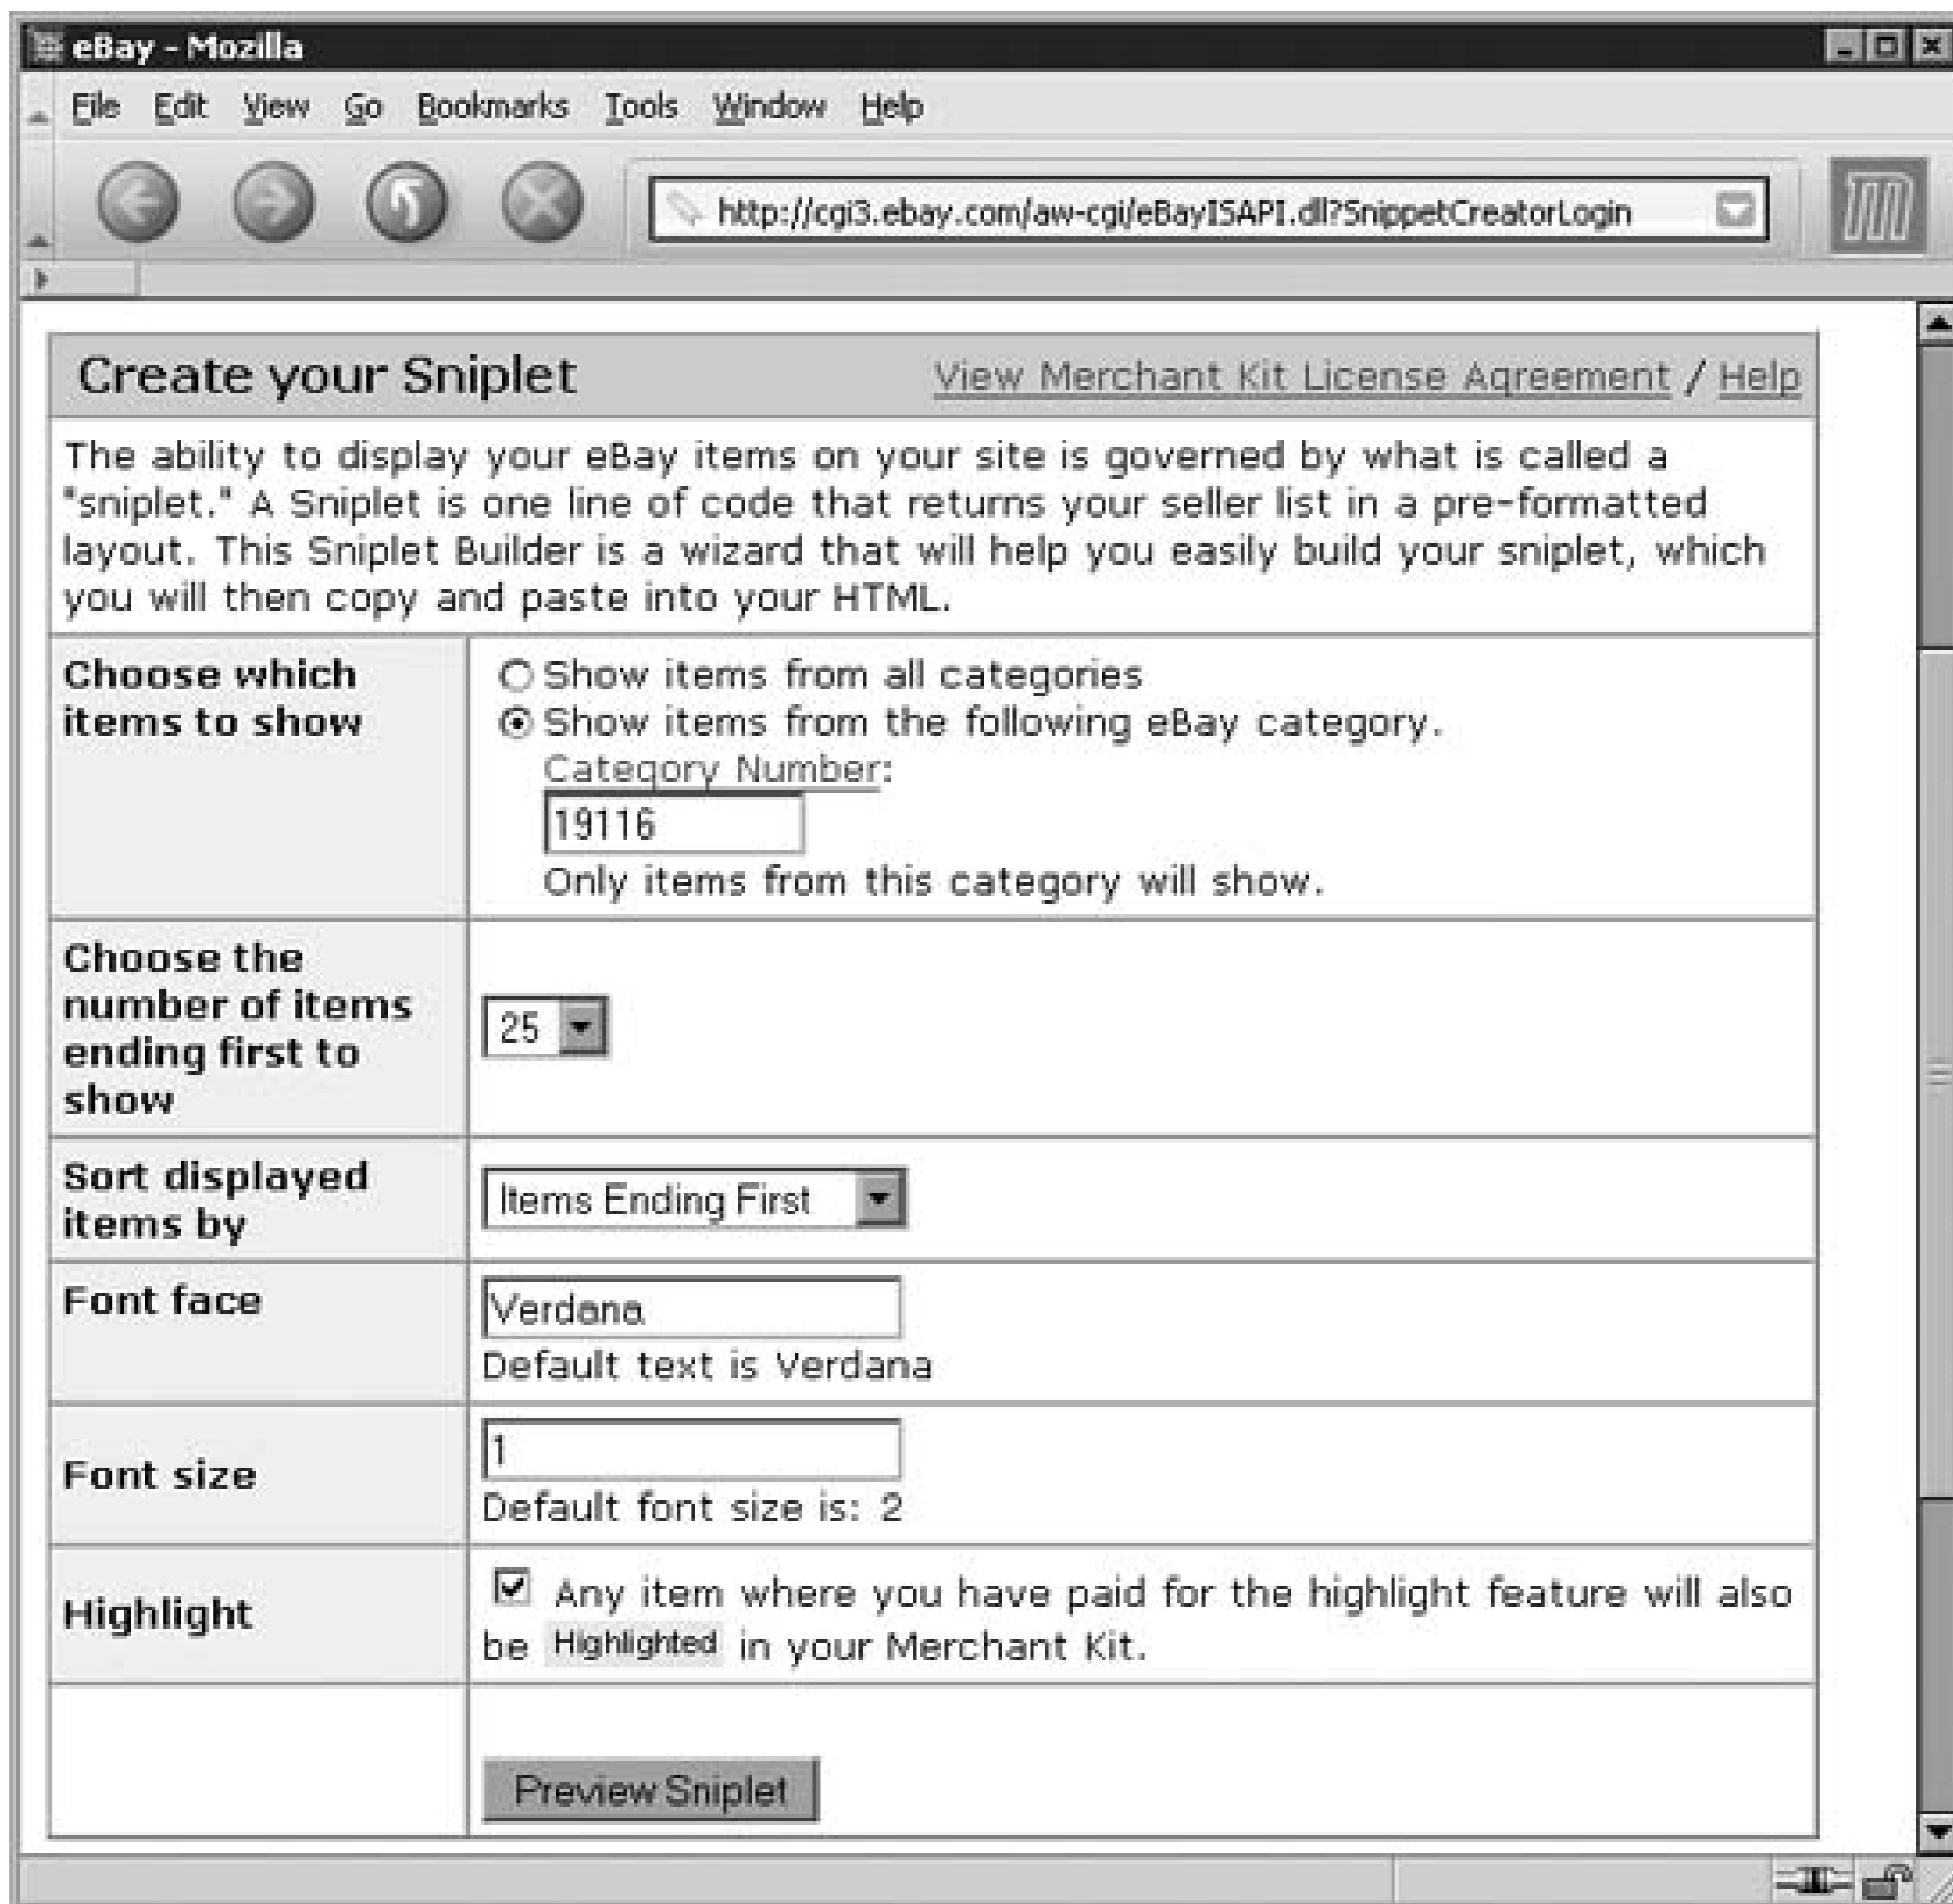 eBay - Mozilla
File Edit View Go Bookmarks Tools Window Help
http://cgi3.ebay.com/aw-cgi/eBayISAPI.dll?SnippetCreatorLogin
Create your Sniplet View Merchant Kit License Agreement / Help
The ability to display your eBay items on your site is governed by what is called a
"sniplet." A Sniplet is one line of code that returns your seller list in a pre-formatted
layout. This Sniplet Builder is a wizard that will help you easily build your sniplet, which
you will then copy and paste into your HTML.
Choose which
items to show
Show items from all categories
Show items from the following eBay category.
Category Number:
19116
Only items from this category will show.
Choose the
number of items
ending first to
show
25
Sort displayed
items by
Items Ending First
Font face
Verdana
Default text is Verdana
Font size
1
Default font size is: 2
Highlight
Any item where you have paid for the highlight feature will also
be Highlighted in your Merchant Kit.
Preview Sniplet